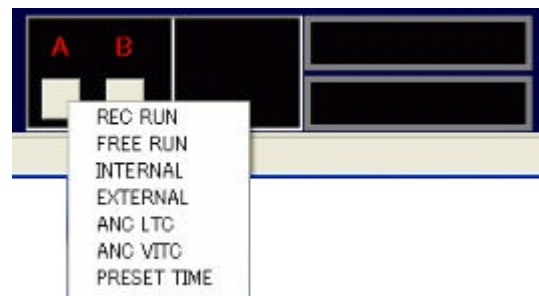 A B
REC RUN
FREE RUN
INTERNAL
EXTERNAL
ANC LTC
ANC VITC
PRESET TIME